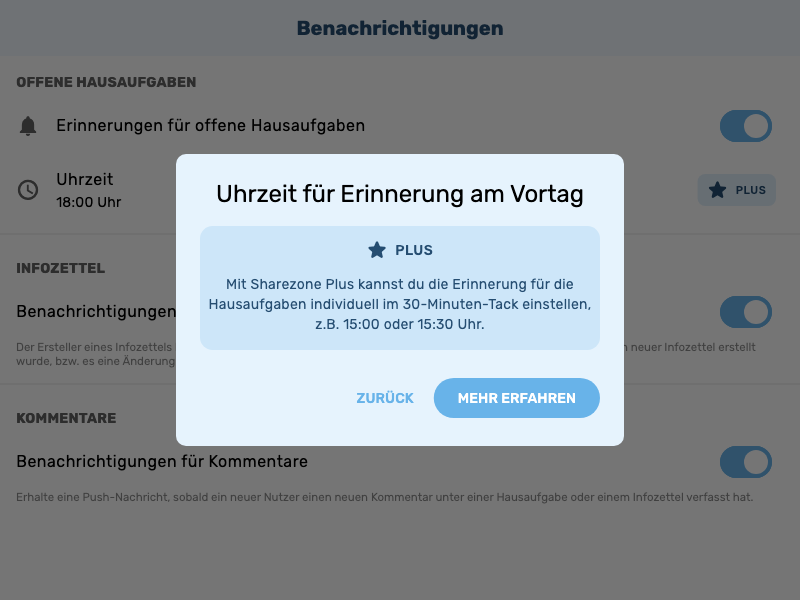 Benachrichtigungen
OFFENE HAUSAUFGABEN
Erinnerungen für offene Hausaufgaben
Uhrzeit
18:00 Uhr
PLUS
Uhrzeit für Erinnerung am Vortag
PLUS
Mit Sharezone Plus kannst du die Erinnerung für die
Hausaufgaben individuell im 30-Minuten-Tack einstellen,
z.B. 15:00 oder 15:30 Uhr.
ZURÜCK
MEHR ERFAHREN
INFOZETTEL
Benachrichtigungen
Der Ersteller eines Infozettels
neuer Infozettel erstellt
wurde, bzw. es eine Änderung
KOMMENTARE
Benachrichtigungen für Kommentare
Erhalte eine Push-Nachricht, sobald ein neuer Nutzer einen neuen Kommentar unter einer Hausaufgabe oder einem Infozettel verfasst hat.